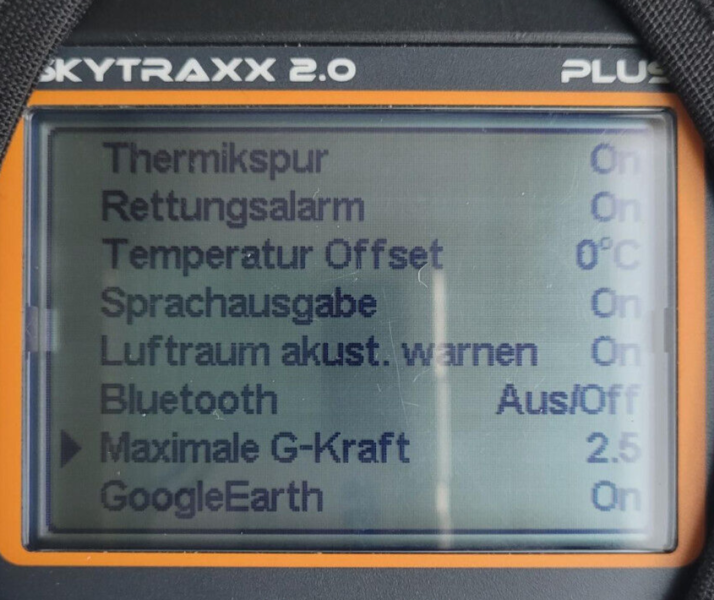 SKYTRAXX 2.0 PLUS
Thermikspur On
Rettungsalarm On
Temperatur Offset 0°C
Sprachausgabe On
Luftraum akust. warnen On
Bluetooth Aus/Off
Maximale G-Kraft 2.5
GoogleEarth On